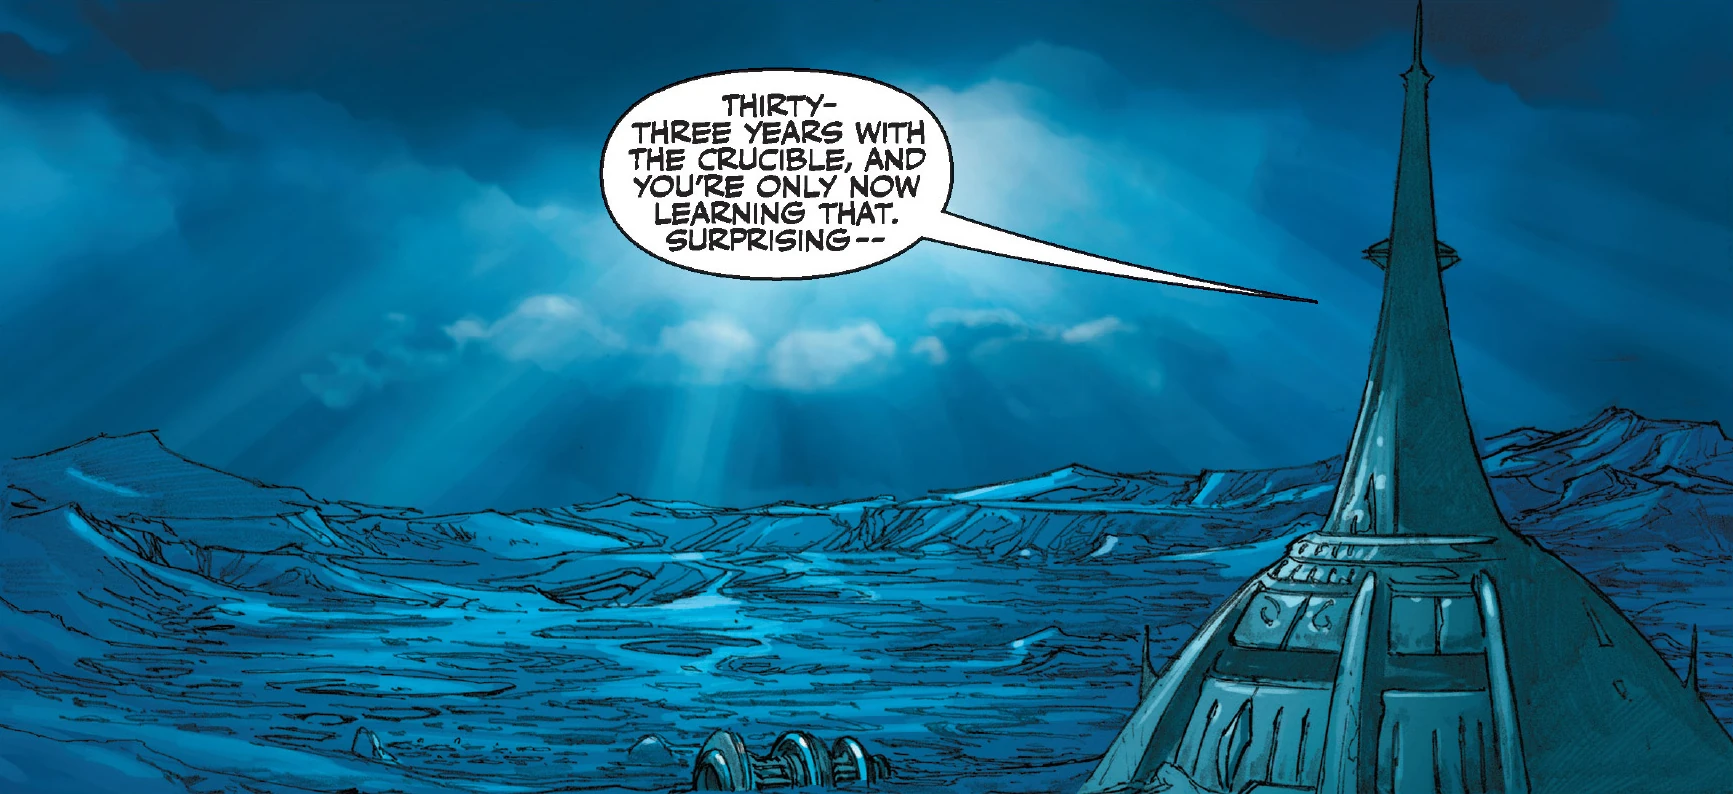 THIRTY-
THREE YEARS WITH
THE CRUCIBLE, AND
YOU'RE ONLY NOW
LEARNING THAT.
SURPRISING--